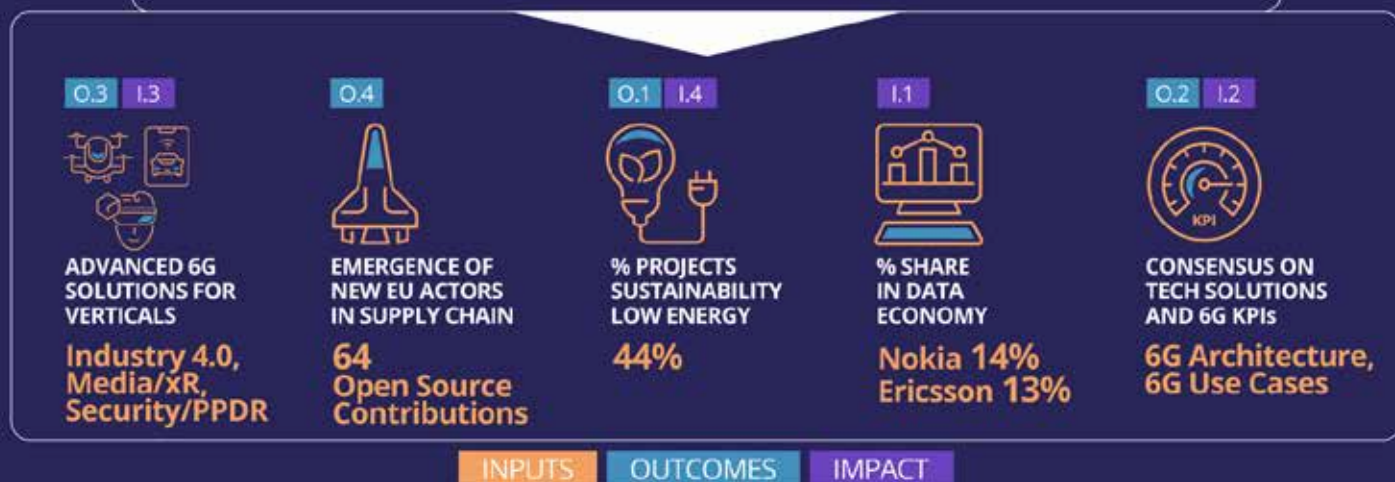 O.3 I.3
ADVANCED 6G
SOLUTIONS FOR
VERTICALS
Industry 4.0,
Media/xR,
Security/PPDR
O.4
EMERGENCE OF
NEW EU ACTORS
IN SUPPLY CHAIN
64
Open Source
Contributions
O.1 I.4
% PROJECTS
SUSTAINABILITY
LOW ENERGY
44%
I.1
% SHARE
IN DATA
ECONOMY
Nokia 14%
Ericsson 13%
O.2 I.2
KPI
CONSENSUS ON
TECH SOLUTIONS
AND 6G KPIs
6G Architecture,
6G Use Cases
INPUTS OUTCOMES IMPACT